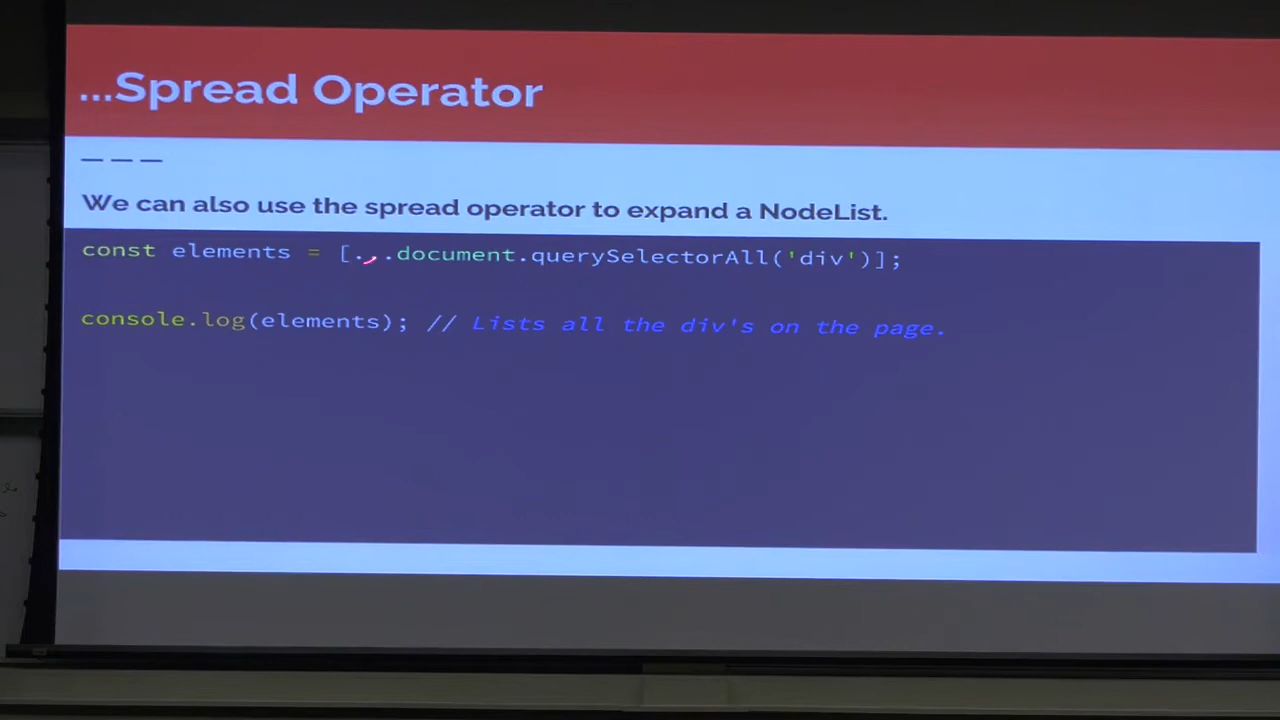 ...Spread Operator
We can also use the spread operator to expand a NodeList.
const elements = [...document.querySelectorAll('div')];
console.log(elements); // Lists all the div's on the page.